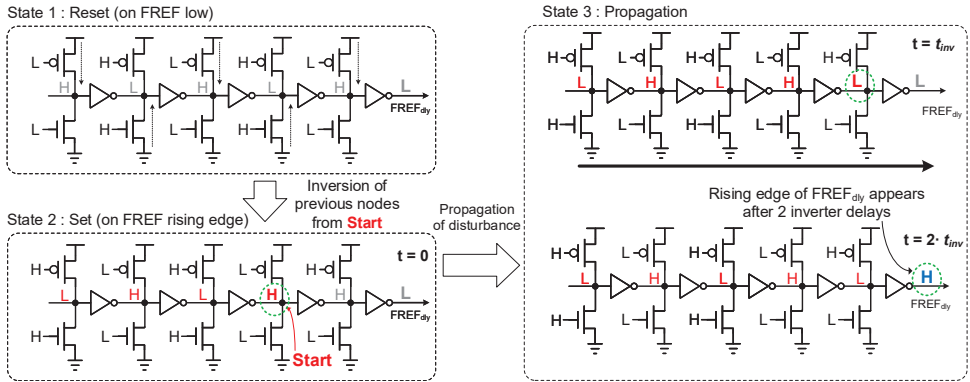 State 1 : Reset (on FREF low)
L H L H L
H L H L H L
FREFdly
L H L H L
Inversion of
previous nodes
from Start
State 2 : Set (on FREF rising edge)
t = 0
H L H L H
L H L H H L
FREFdly
H L H L L
Start
Propagation
of disturbance
State 3 : Propagation
t = tinv
H L H L H
L H L H L L
FREFdly
H L H L L
Rising edge of FREFdly appears
after 2 inverter delays
t = 2· tinv
H L H L H
L H L H L H
FREFdly
H L H L L